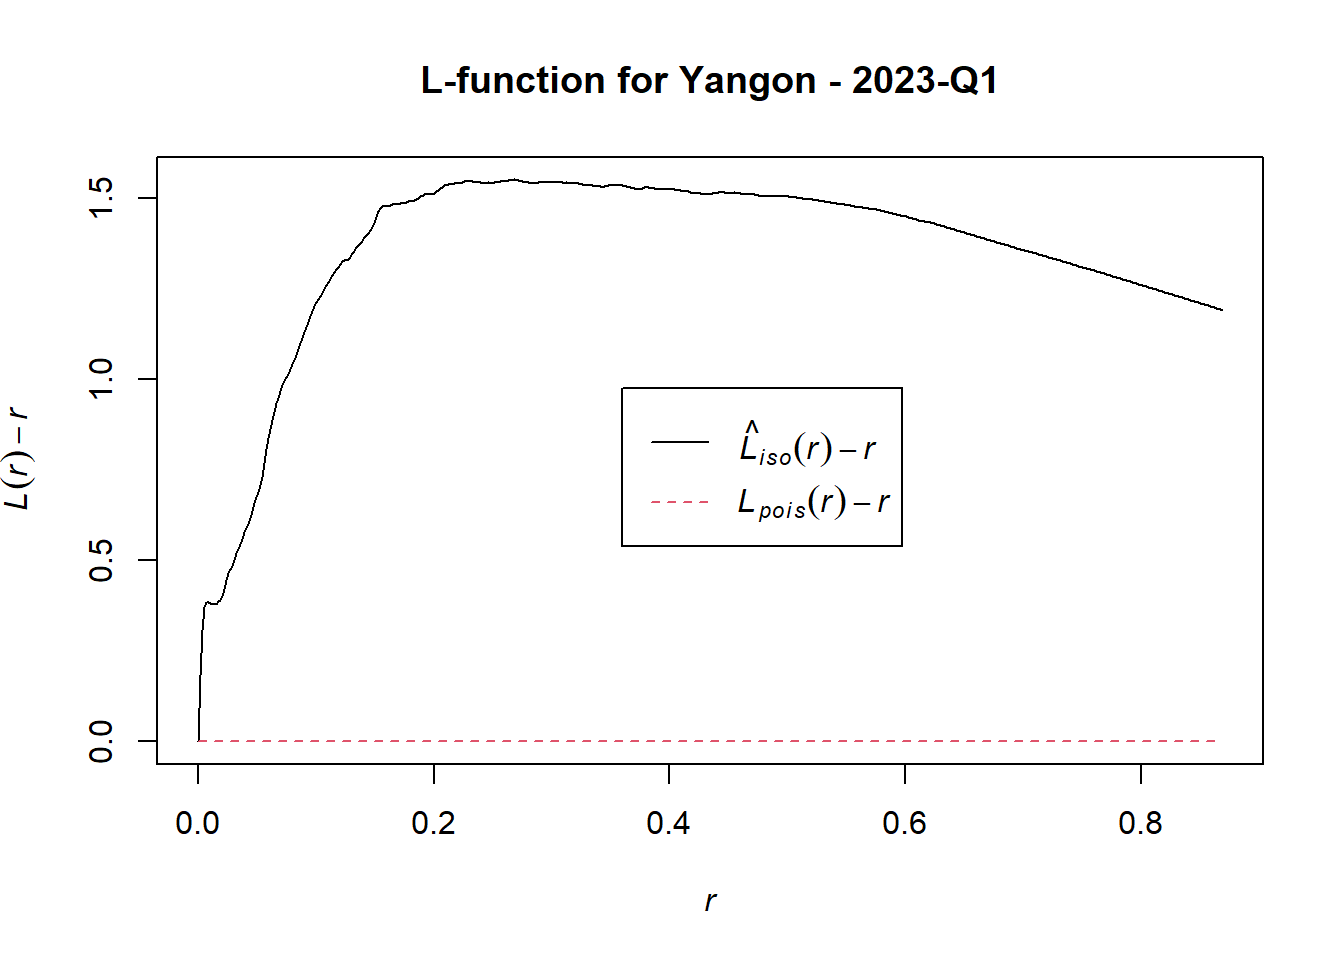 L-function for Yangon - 2023-Q1
L(r) − r
1.5
1.0
0.5
0.0
L̂iso(r) − r
Lpois(r) − r
0.0 0.2 0.4 0.6 0.8
r